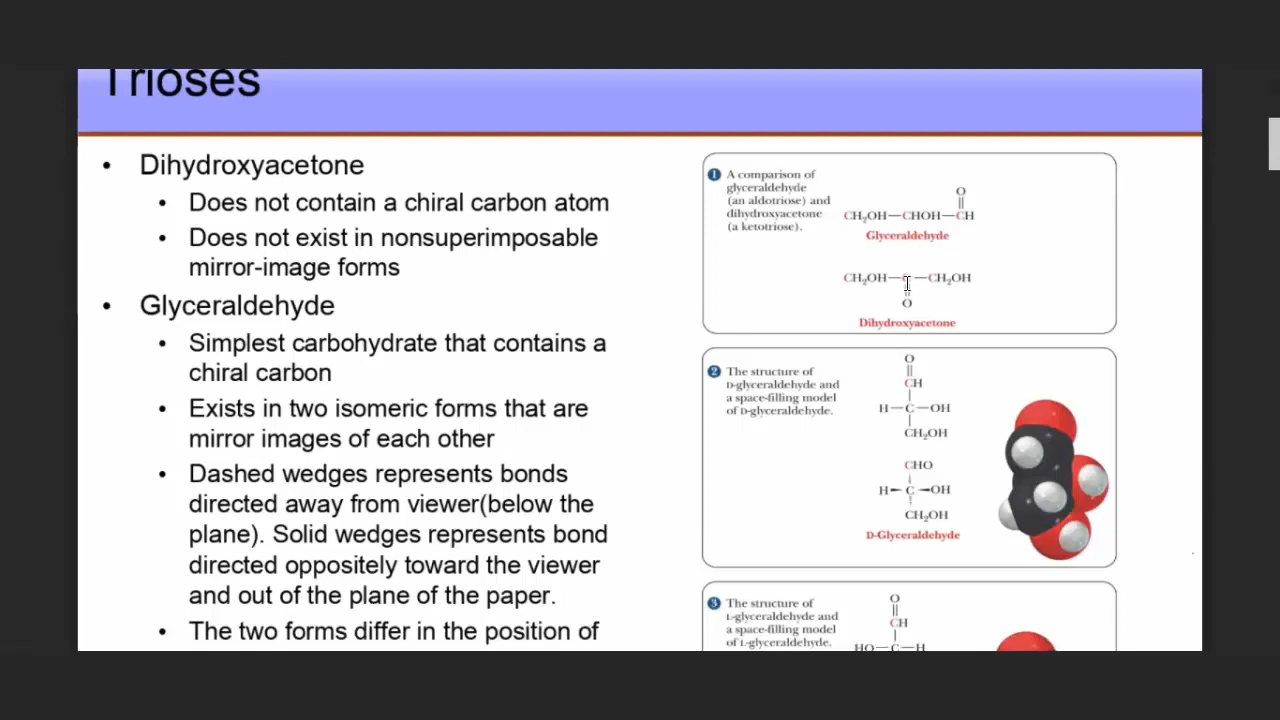 Trioses
• Dihydroxyacetone
• Does not contain a chiral carbon atom
• Does not exist in nonsuperimposable
mirror-image forms
• Glyceraldehyde
• Simplest carbohydrate that contains a
chiral carbon
• Exists in two isomeric forms that are
mirror images of each other
• Dashed wedges represents bonds
directed away from viewer(below the
plane). Solid wedges represents bond
directed oppositely toward the viewer
and out of the plane of the paper.
• The two forms differ in the position of
1 A comparison of
glyceraldehyde
(an aldotriose) and
dihydroxyacetone
(a ketotriose).
O
CH₂OH—CHOH—CH
Glyceraldehyde
CH₂OH—C—CH₂OH
O
Dihydroxyacetone
2 The structure of
D-glyceraldehyde and
a space-filling model
of D-glyceraldehyde.
O
CH
H—C—OH
CH₂OH
CHO
H—C—OH
CH₂OH
D-Glyceraldehyde
3 The structure of
L-glyceraldehyde and
a space-filling model
of L-glyceraldehyde.
O
CH
HO—C—H